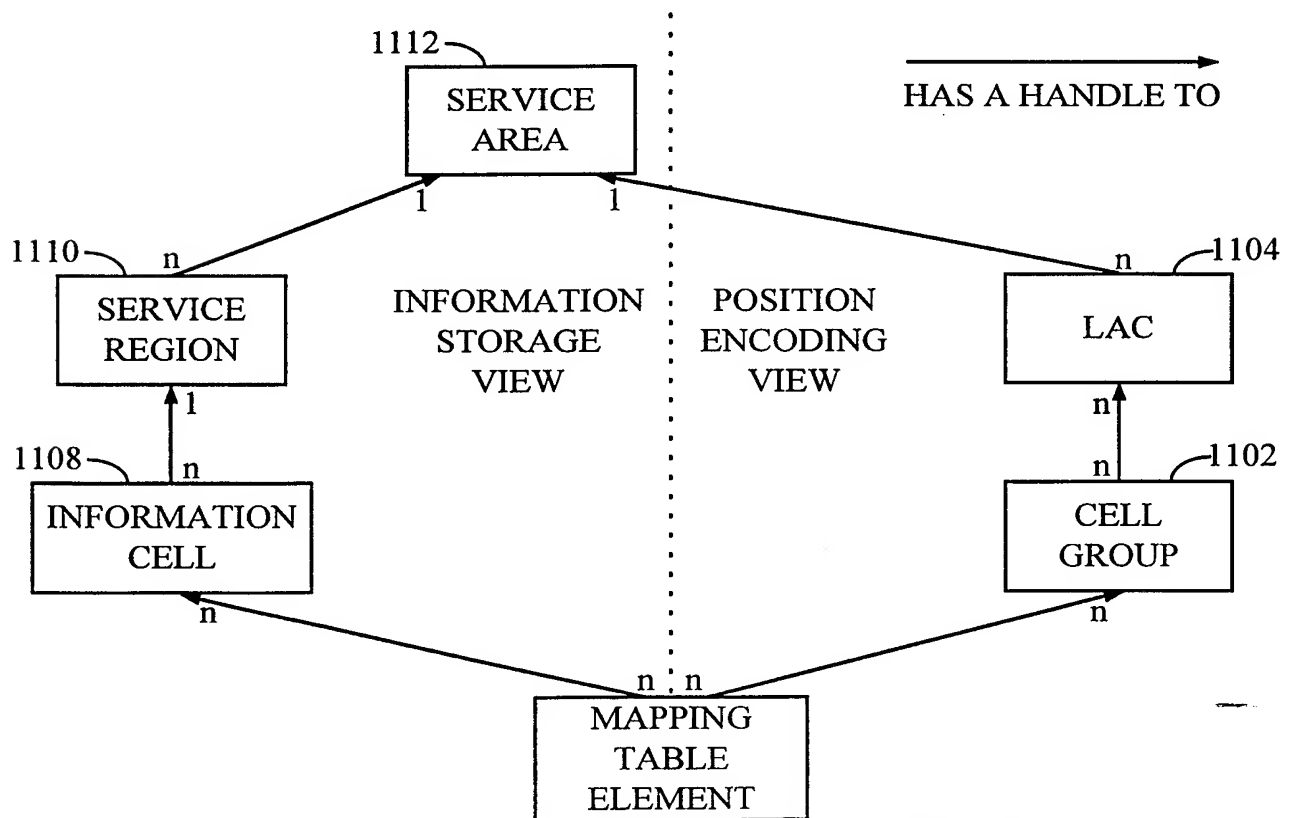 1112
SERVICE
AREA
HAS A HANDLE TO
1
1
1110
n
SERVICE
REGION
INFORMATION
STORAGE
VIEW
POSITION
ENCODING
VIEW
n
1104
LAC
1
n
1108
n
INFORMATION
CELL
n
1102
CELL
GROUP
n
n
n n
MAPPING
TABLE
ELEMENT